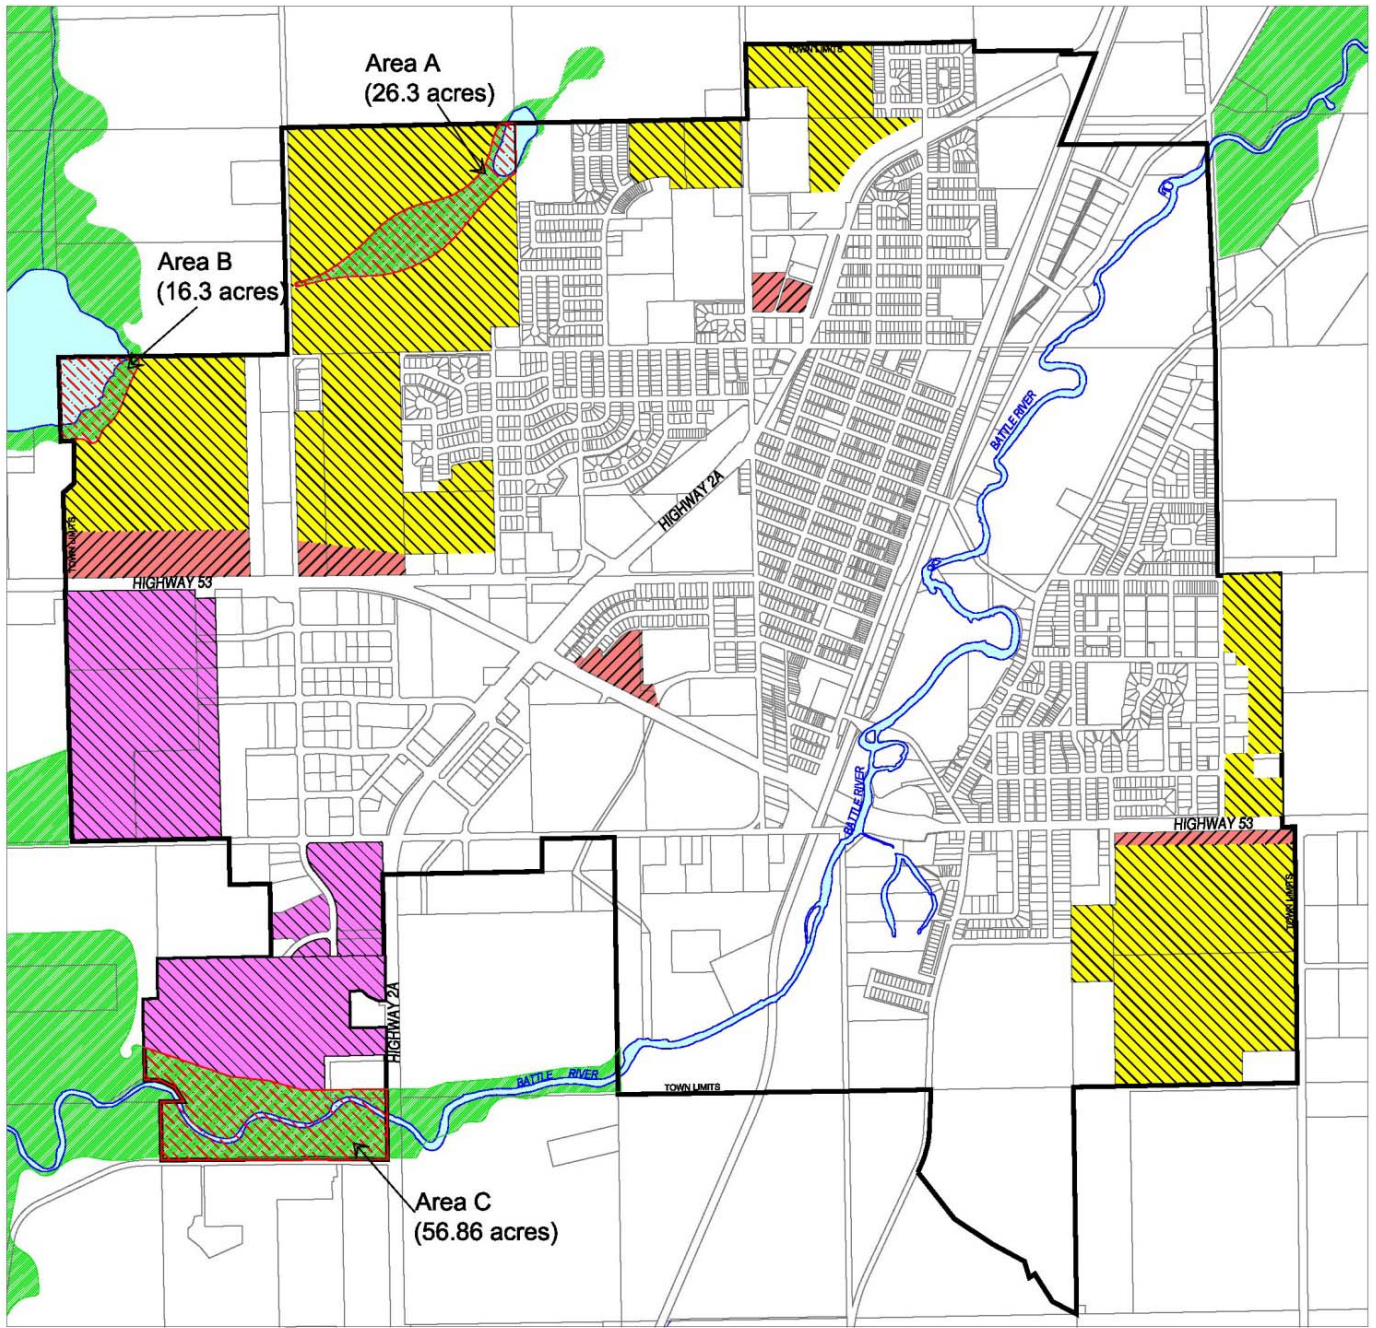 TOWN LIMITS
Area A
(26.3 acres)
Area B
(16.3 acres)
BATTLE RIVER
HIGHWAY 2A
TOWN LIMITS
HIGHWAY 53
BATTLE RIVER
HIGHWAY 53
TOWN LIMITS
HIGHWAY 2A
BATTLE RIVER
TOWN LIMITS
Area C
(56.86 acres)